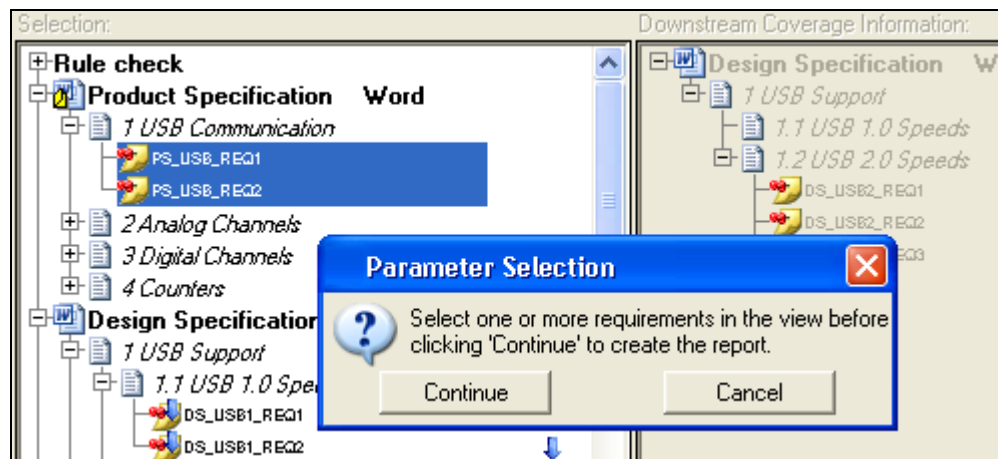 Selection:
Rule check
Product Specification Word
1 USB Communication
PS_USB_REQ1
PS_USB_REQ2
2 Analog Channels
3 Digital Channels
4 Counters
Design Specification
1 USB Support
1.1 USB 1.0 Spe
DS_USB1_REQ1
DS_USB1_REQ2
Downstream Coverage Information:
Design Specification W
1 USB Support
1.1 USB 1.0 Speeds
1.2 USB 2.0 Speeds
DS_USB2_REQ1
DS_USB2_REQ2
EQ3
Parameter Selection
Select one or more requirements in the view before
clicking 'Continue' to create the report.
Continue
Cancel